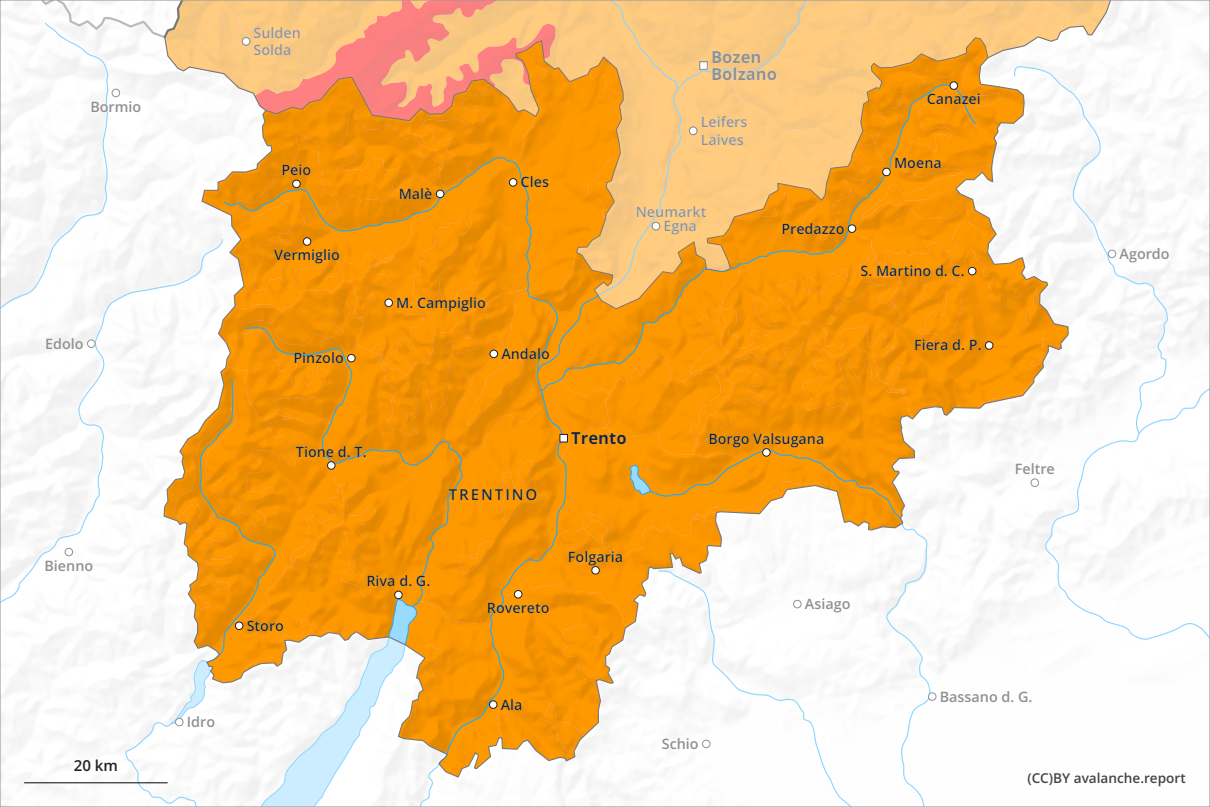 Sulden
Solda
Bozen
Bolzano
Bormio
Canazei
Leifers
Laives
Moena
Peio
Malè
Cles
Neumarkt
Egna
Predazzo
Vermiglio
Agordo
S. Martino d. C.
M. Campiglio
Edolo
Pinzolo
Andalo
Fiera d. P.
Trento
Borgo Valsugana
Tione d. T.
Feltre
TRENTINO
Bienno
Folgaria
Riva d. G.
Rovereto
Asiago
Storo
Bassano d. G.
Ala
Idro
Schio
20 km
(CC)BY avalanche.report